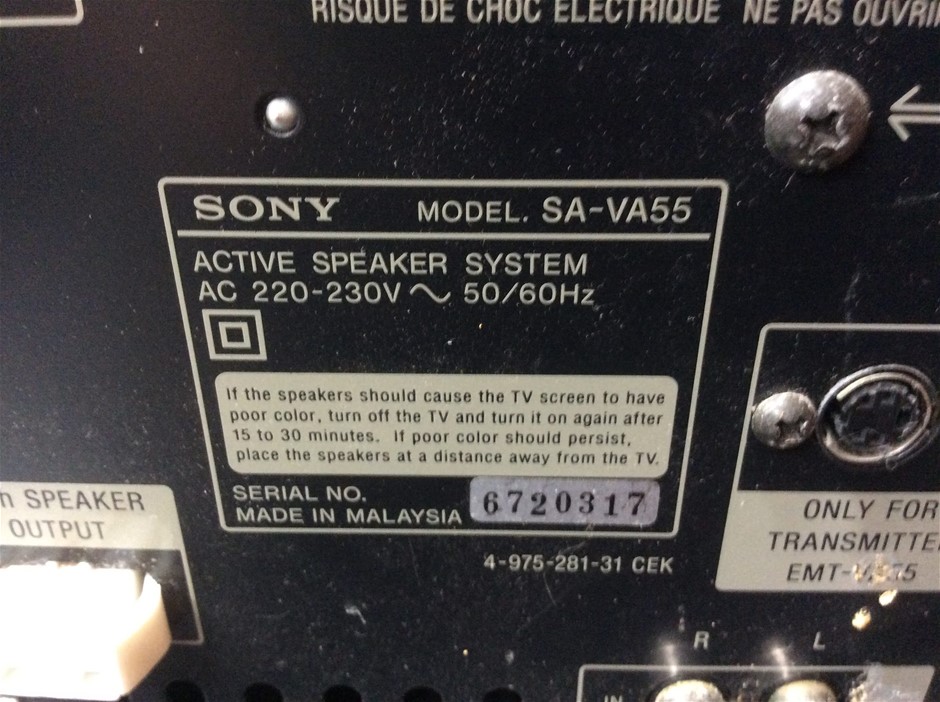 RISQUE DE CHOC ELECTRIQUE NE PAS
SONY MODEL. SA-VA55
ACTIVE SPEAKER SYSTEM
AC 220-230V ~ 50/60Hz
If the speakers should cause the TV screen to have
poor color, turn off the TV and turn it on again after
15 to 30 minutes. If poor color should persist,
place the speakers at a distance away from the TV.
SERIAL NO.
MADE IN MALAYSIA 6720317
4-975-281-31 CEK
SPEAKER
OUTPUT
ONLY FOR
R L
IN